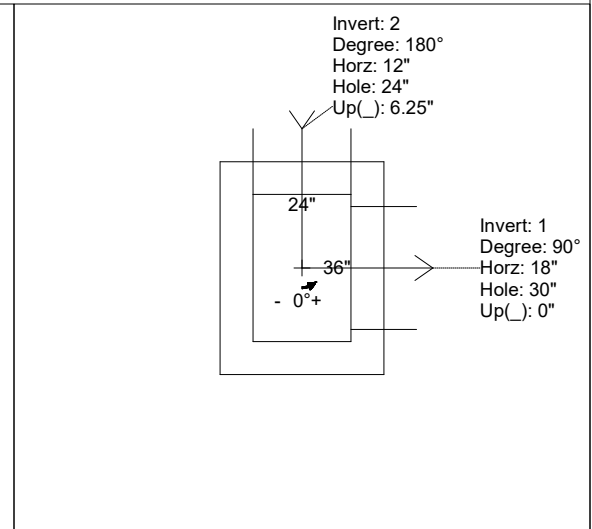 Invert: 2
Degree: 180°
Horz: 12"
Hole: 24"
Up(_): 6.25"
24"
36"
- 0°+
Invert: 1
Degree: 90°
Horz: 18"
Hole: 30"
Up(_): 0"